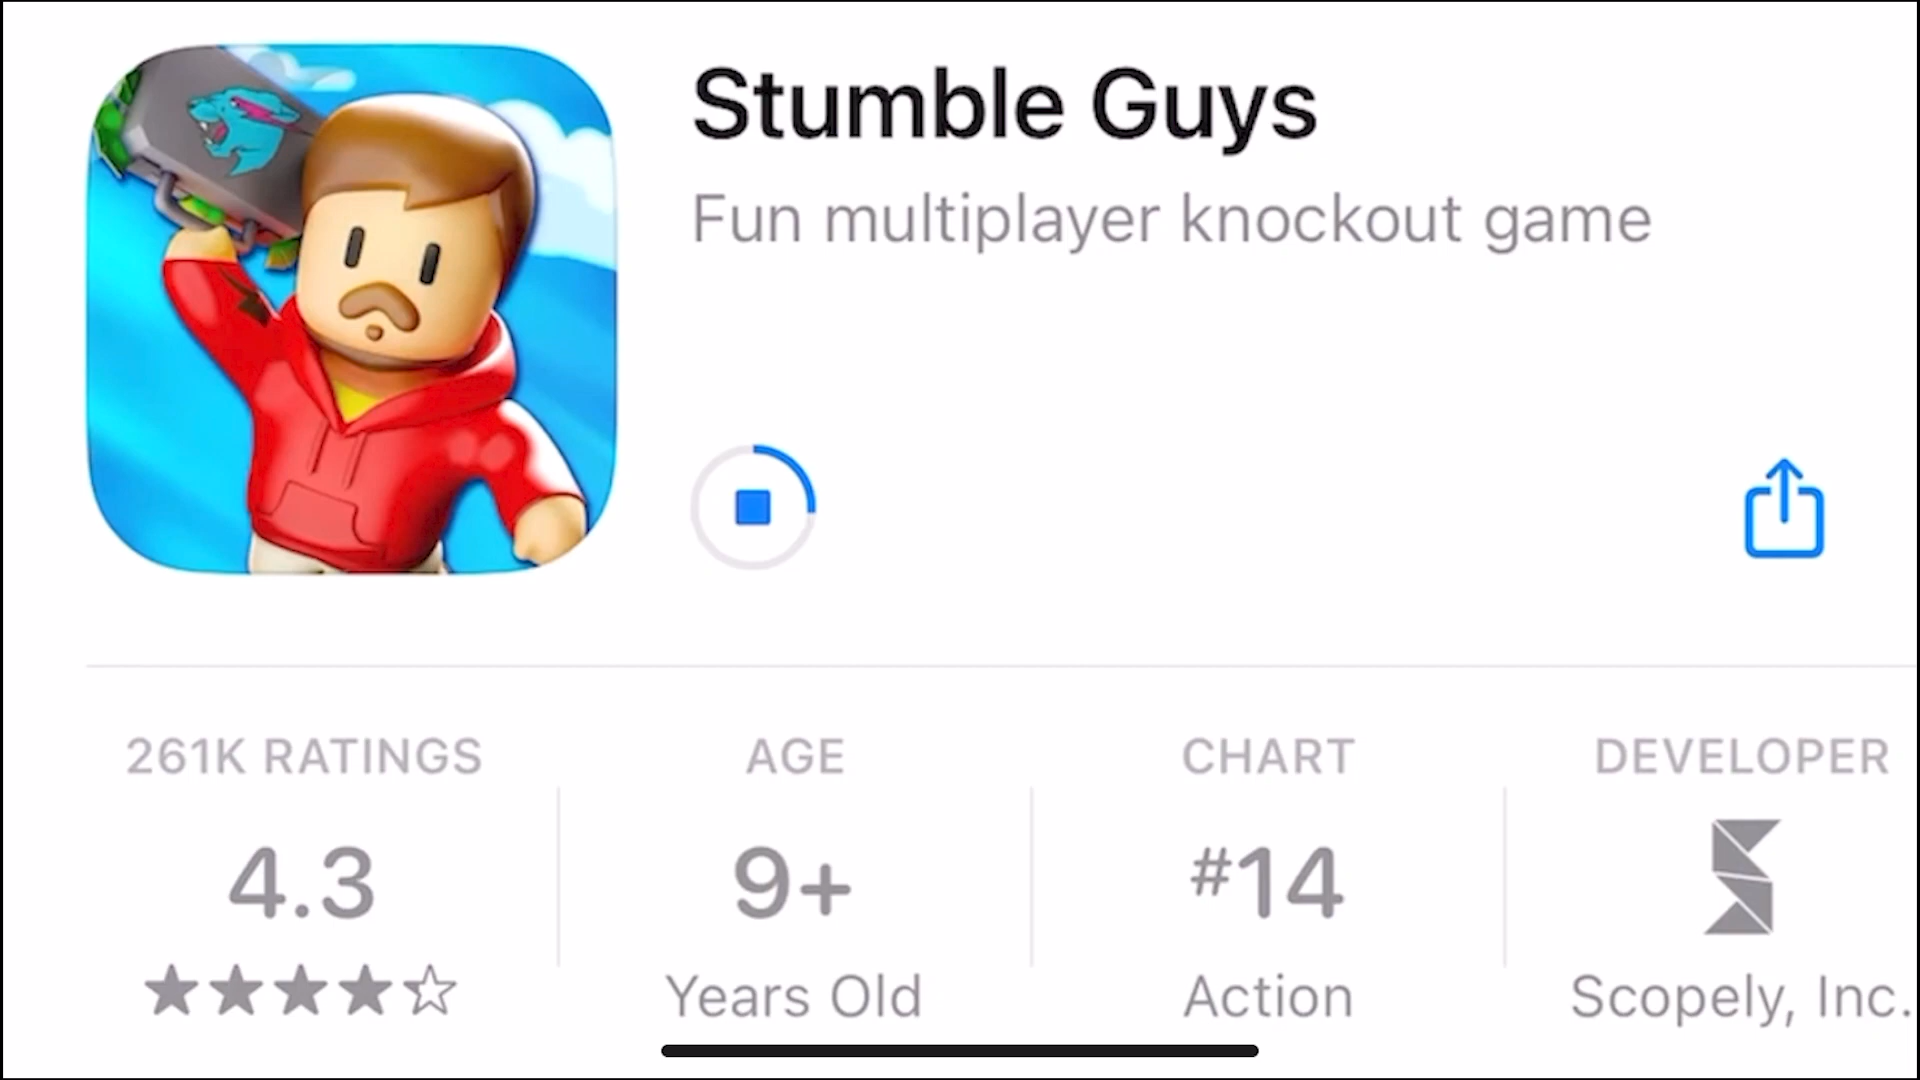 Stumble Guys
Fun multiplayer knockout game
261K RATINGS
4.3
AGE
9+
Years Old
CHART
#14
Action
DEVELOPER
Scopely, Inc.